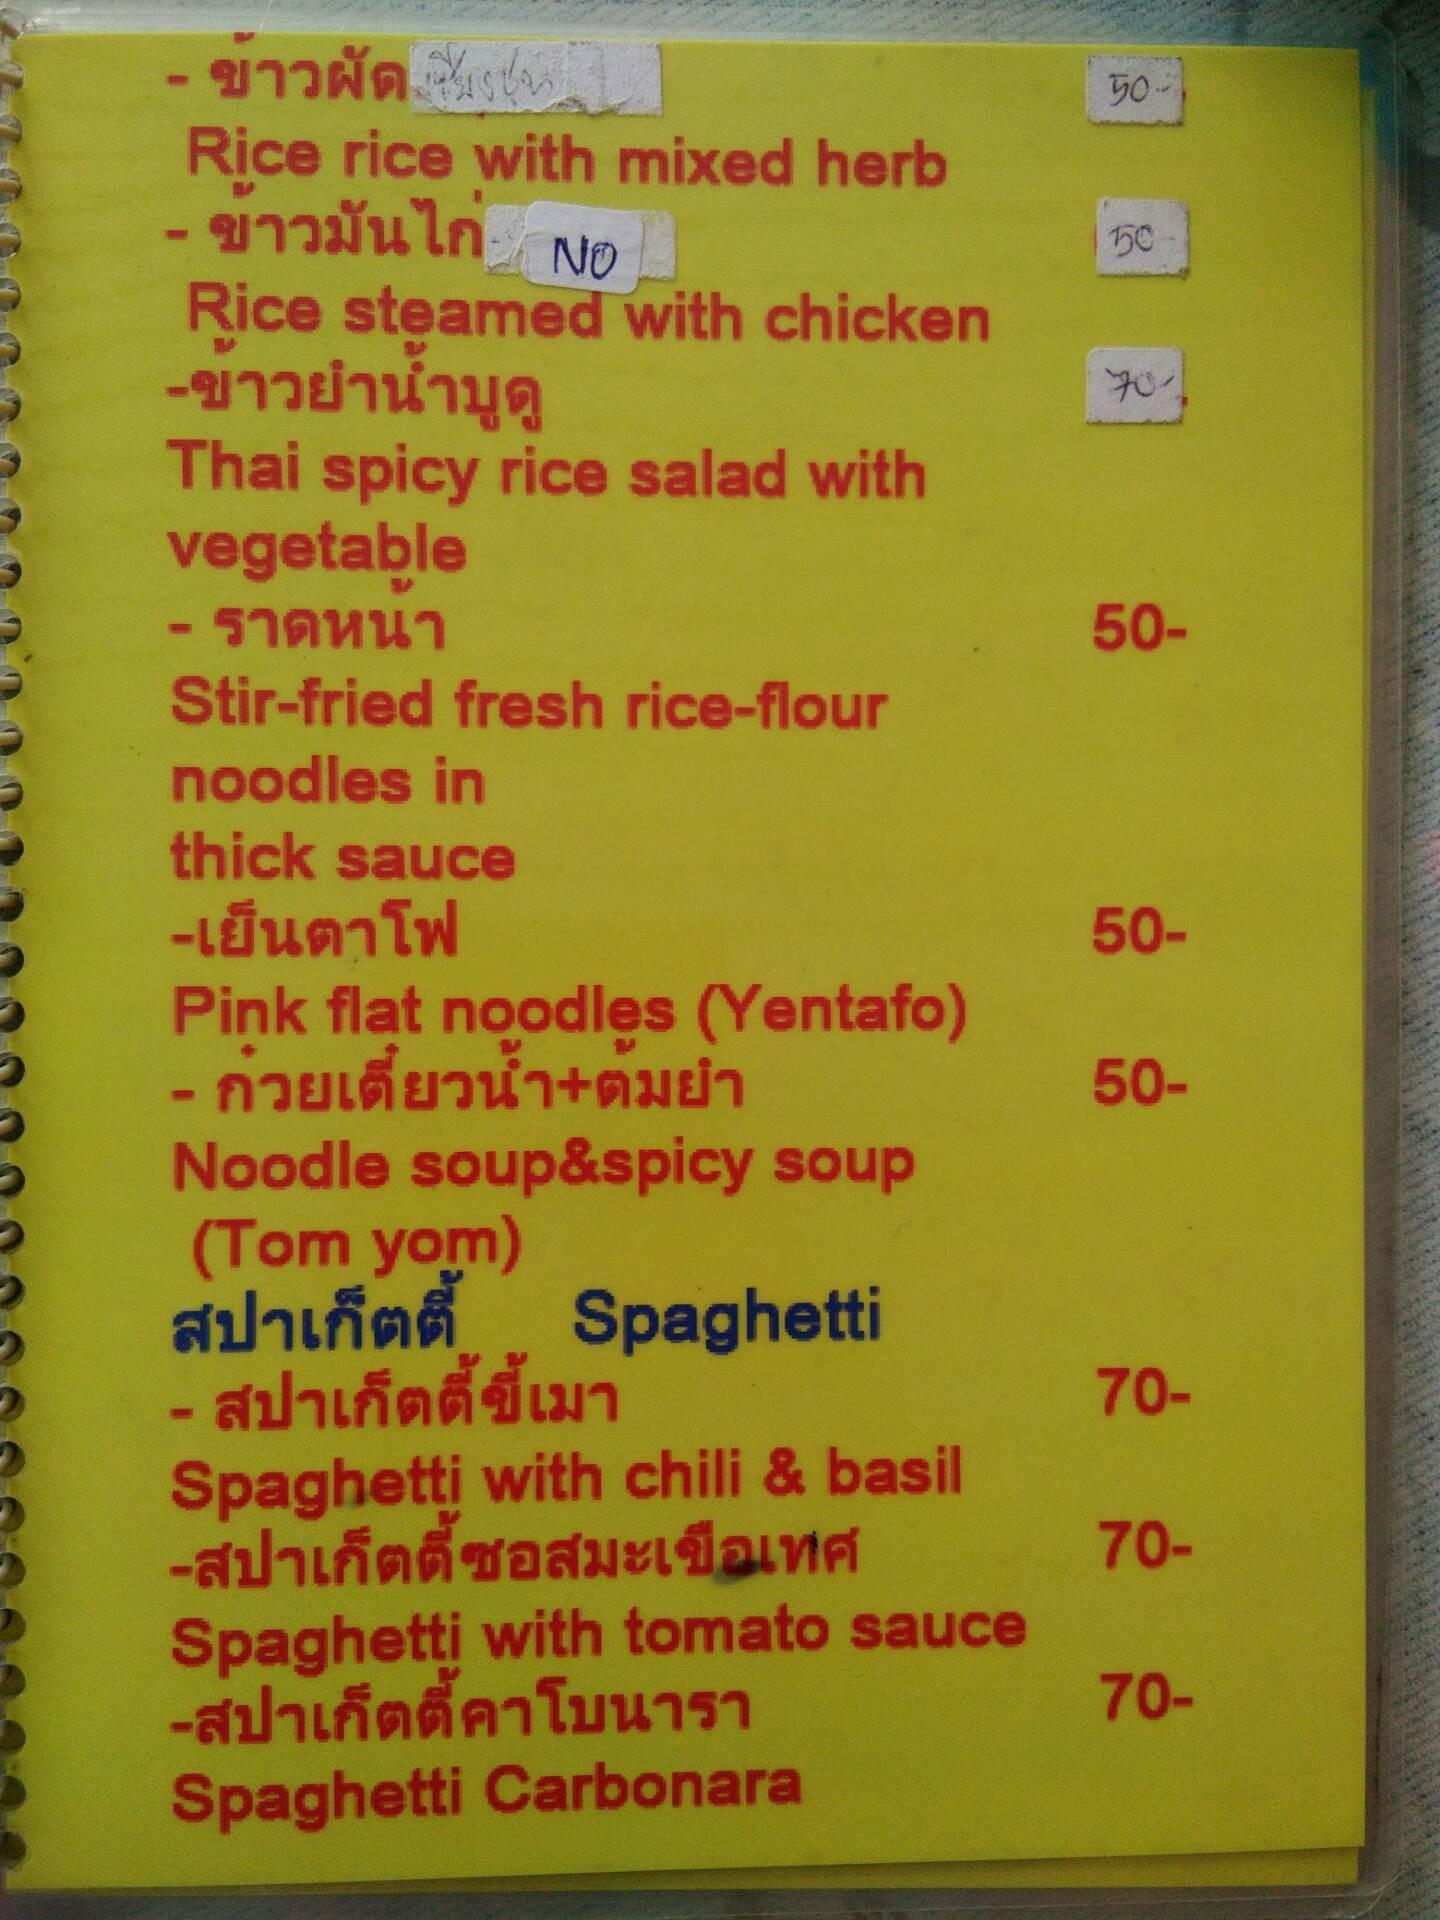 - ข้าวผัด 50-
Rice rice with mixed herb
- ข้าวมันไก่ NO 50-
Rice steamed with chicken
-ข้าวยำน้ำบูดู 70-
Thai spicy rice salad with
vegetable
- ราดหน้า 50-
Stir-fried fresh rice-flour
noodles in
thick sauce
-เย็นตาโฟ 50-
Pink flat noodles (Yentafo)
- ก๋วยเตี๋ยวน้ำ+ต้มยำ 50-
Noodle soup&spicy soup
(Tom yom)
สปาเก็ตตี้ Spaghetti
- สปาเก็ตตี้ขี้เมา 70-
Spaghetti with chili & basil
-สปาเก็ตตี้ซอสมะเขือเทศ 70-
Spaghetti with tomato sauce
-สปาเก็ตตี้คาโบนารา 70-
Spaghetti Carbonara